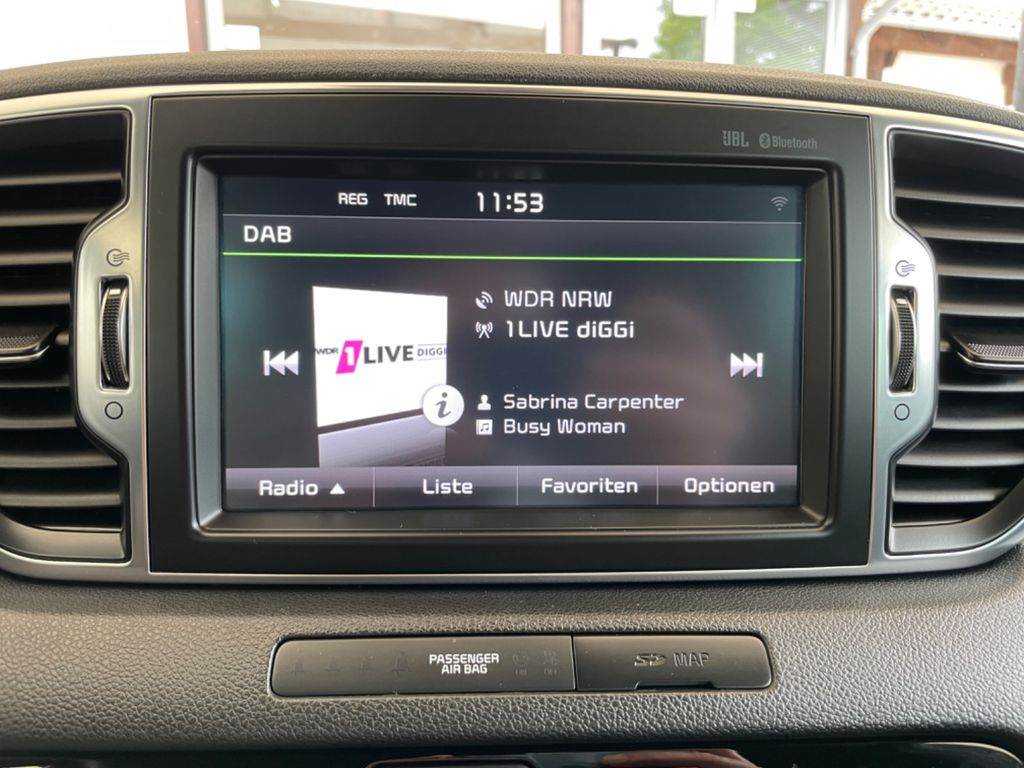 JBL Bluetooth
REG TMC 11:53
DAB
WDR NRW
1LIVE diGGi
WDR 1LIVE DIGGI
i
Sabrina Carpenter
Busy Woman
Radio ▲ Liste Favoriten Optionen
PASSENGER
AIR BAG
SD MAP